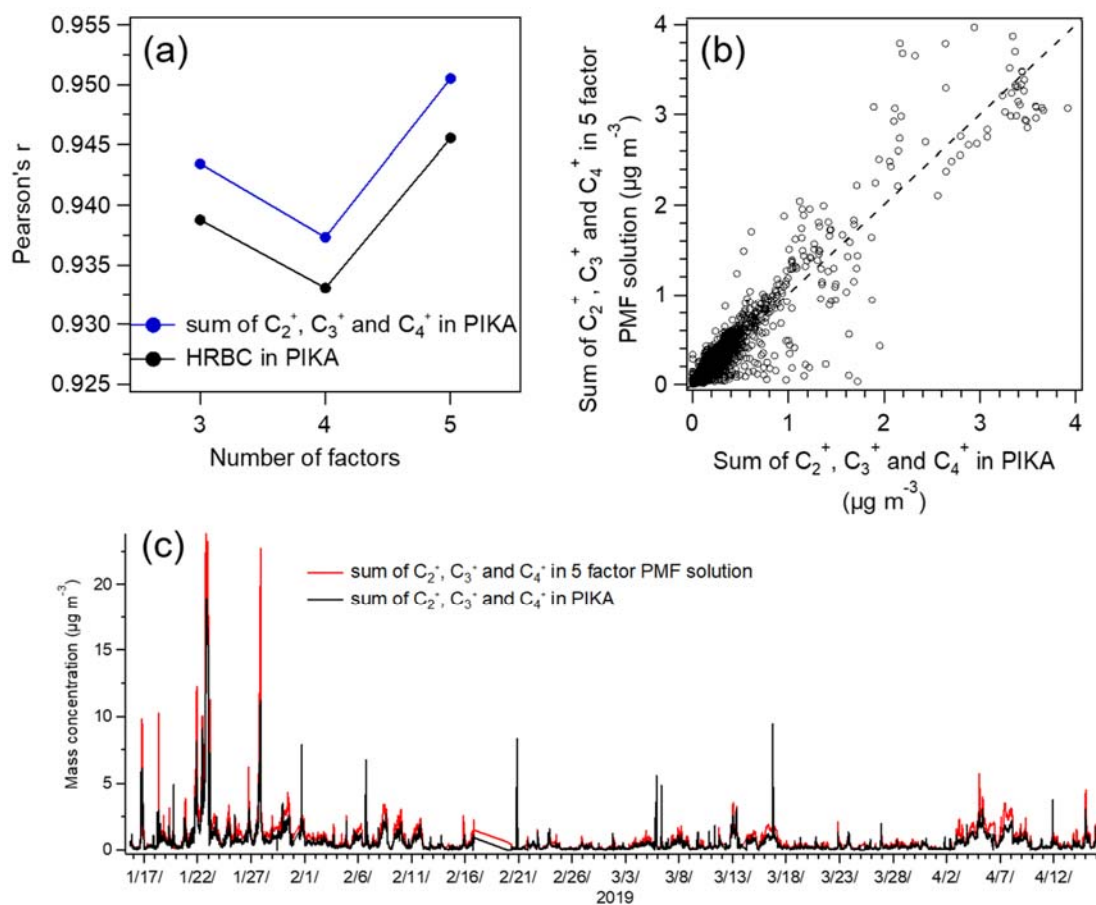 (a)
0.955
0.950
0.945
0.940
0.935
0.930
0.925
Pearson's r
sum of C₂⁺, C₃⁺ and C₄⁺ in PIKA
HRBC in PIKA
3 4 5
Number of factors
(b)
Sum of C₂⁺, C₃⁺ and C₄⁺ in 5 factor
PMF solution (µg m⁻³)
4
3
2
1
0
0 1 2 3 4
Sum of C₂⁺, C₃⁺ and C₄⁺ in PIKA
(µg m⁻³)
(c)
Mass concentration (µg m⁻³)
20
15
10
5
0
sum of C₂⁺, C₃⁺ and C₄⁺ in 5 factor PMF solution
sum of C₂⁺, C₃⁺ and C₄⁺ in PIKA
1/17/ 1/22/ 1/27/ 2/1/ 2/6/ 2/11/ 2/16/ 2/21/ 2/26/ 3/3/ 3/8/ 3/13/ 3/18/ 3/23/ 3/28/ 4/2/ 4/7/ 4/12/
2019